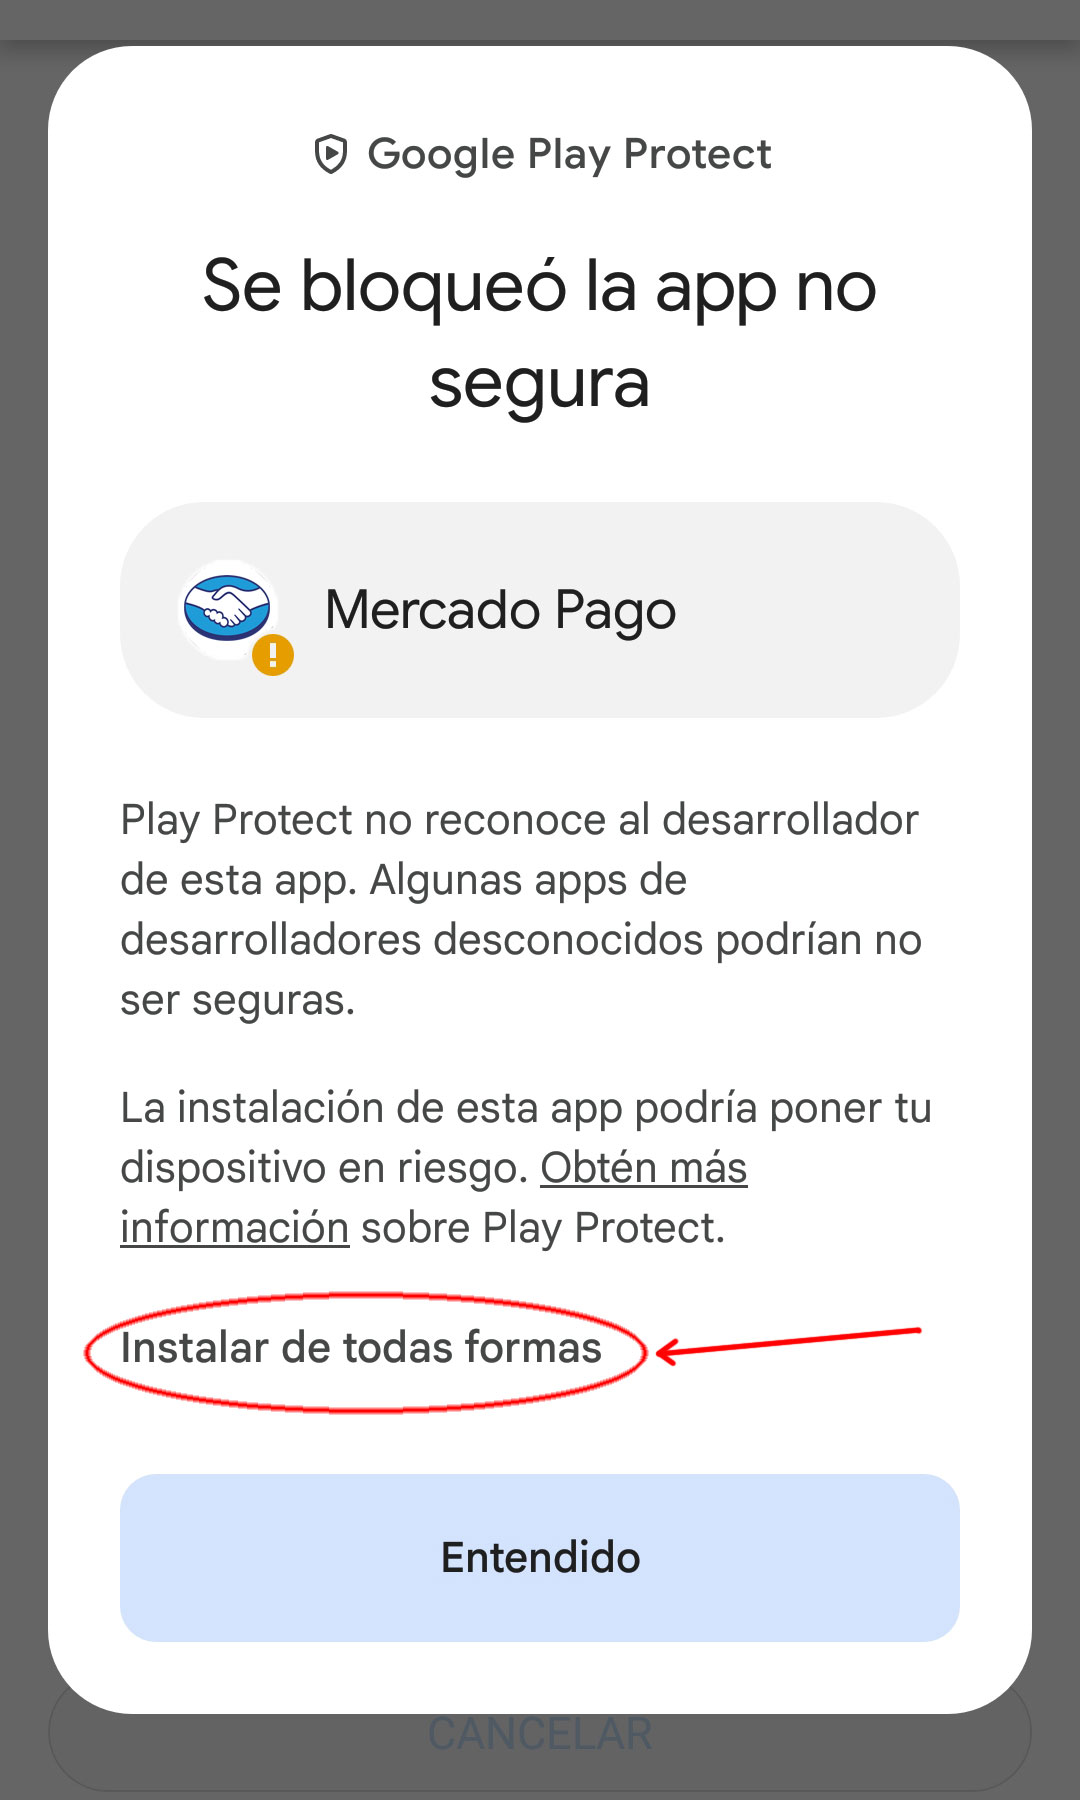 Google Play Protect
Se bloqueó la app no
segura
Mercado Pago
Play Protect no reconoce al desarrollador
de esta app. Algunas apps de
desarrolladores desconocidos podrían no
ser seguras.
La instalación de esta app podría poner tu
dispositivo en riesgo. Obtén más
información sobre Play Protect.
Instalar de todas formas
Entendido
CANCELAR